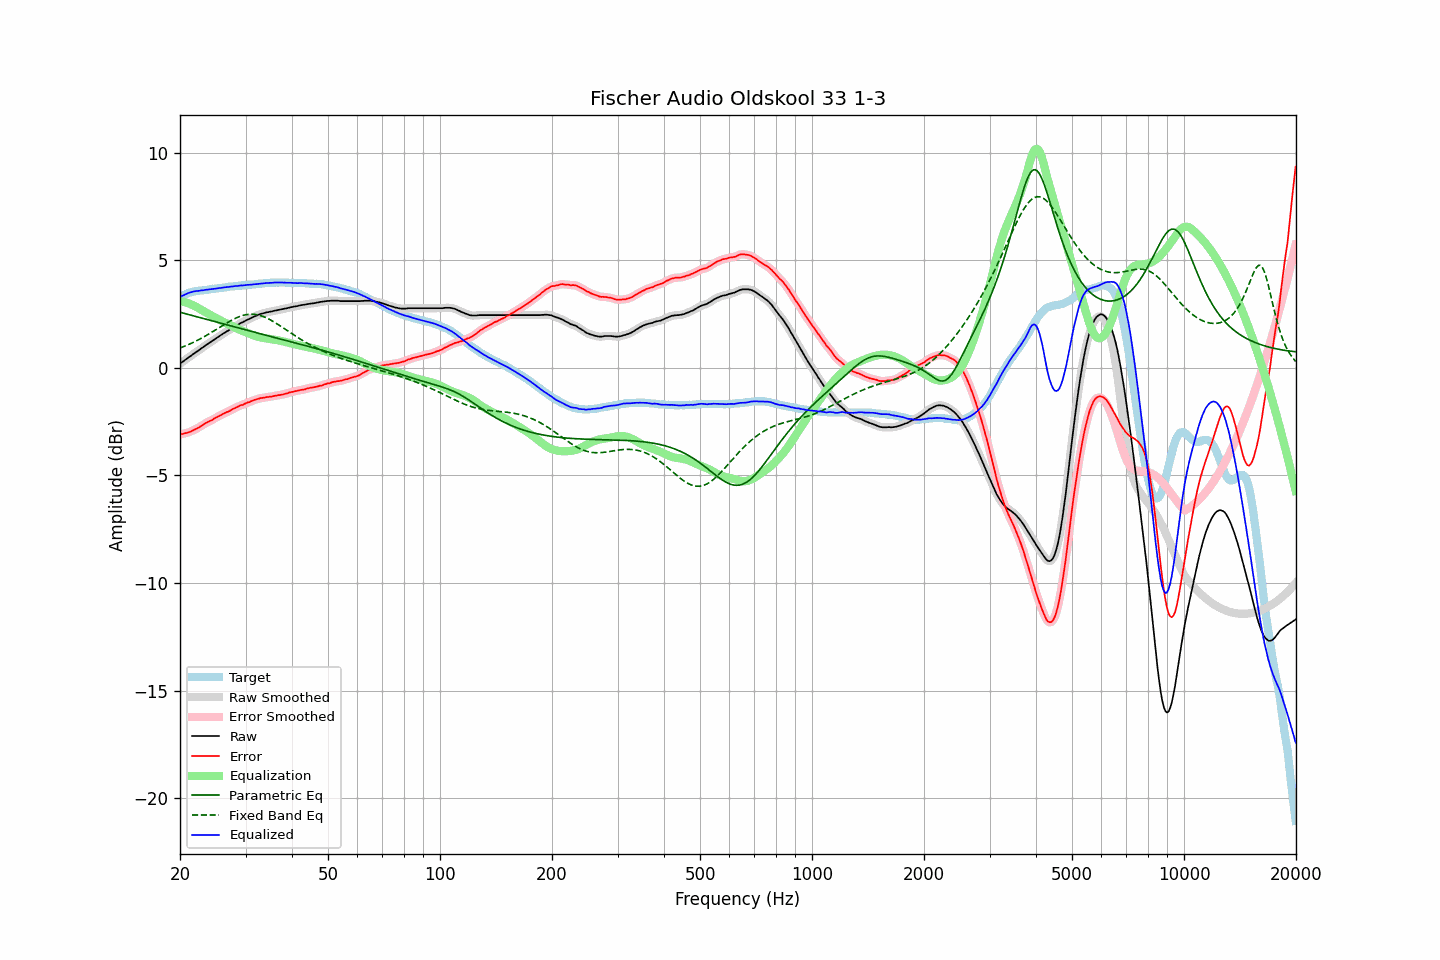 Fischer Audio Oldskool 33 1-3
10
5
0
−5
−10
−15
−20
Amplitude (dBr)
Target
Raw Smoothed
Error Smoothed
Raw
Error
Equalization
Parametric Eq
Fixed Band Eq
Equalized
20 50 100 200 500 1000 2000 5000 10000 20000
Frequency (Hz)